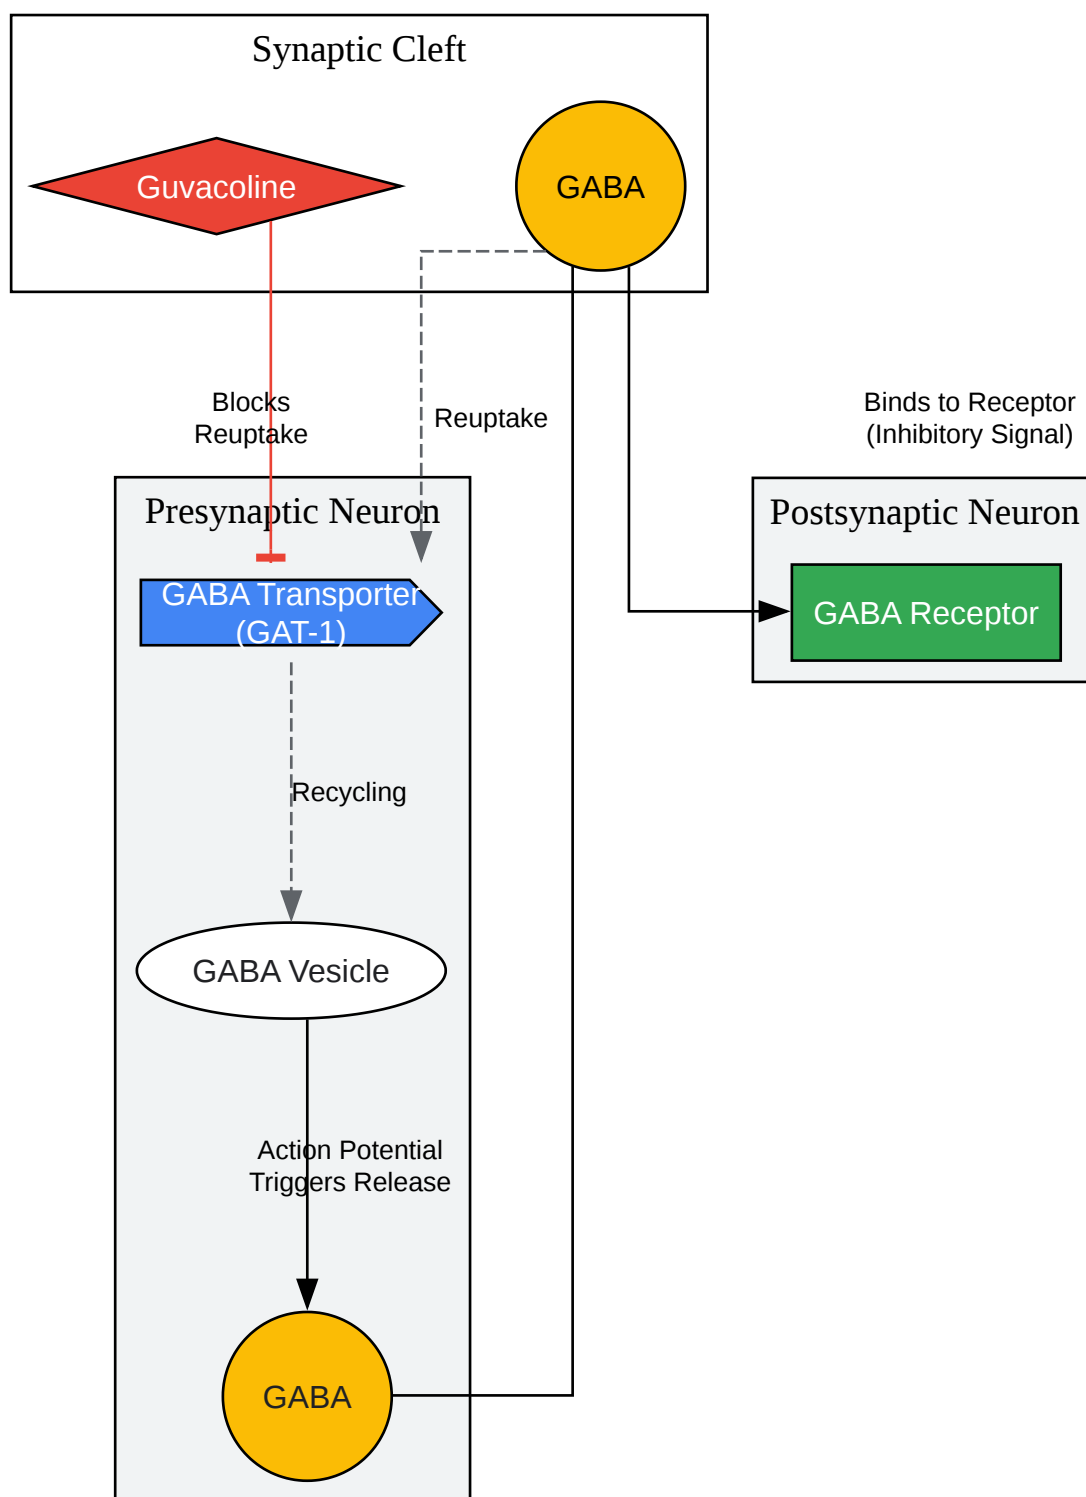 Synaptic Cleft
Guvacoline
GABA
Blocks
Reuptake
Reuptake
Binds to Receptor
(Inhibitory Signal)
Presynaptic Neuron
Postsynaptic Neuron
GABA Transporter
(GAT-1)
GABA Receptor
Recycling
GABA Vesicle
Action Potential
Triggers Release
GABA